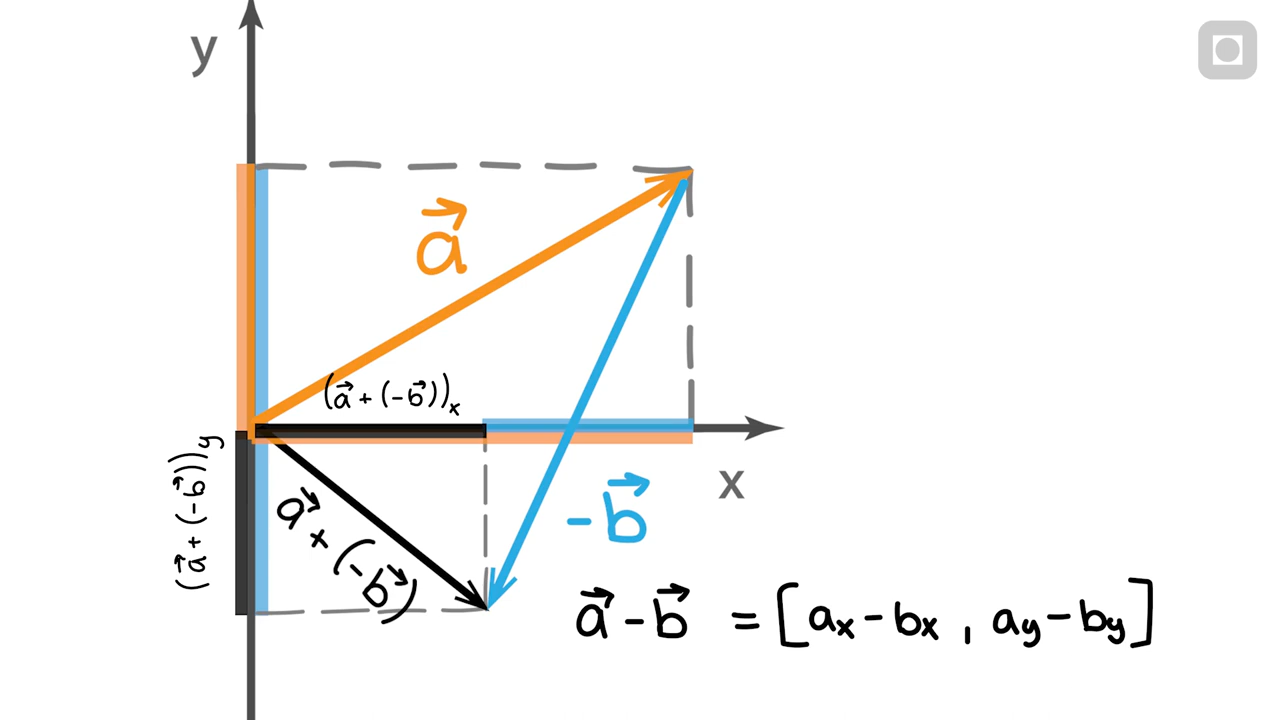 y
a⃗
(a⃗ + (-b⃗))x
x
(a⃗ + (-b⃗))y
a⃗ + (-b⃗)
-b⃗
a⃗ - b⃗ = [ax - bx , ay - by]